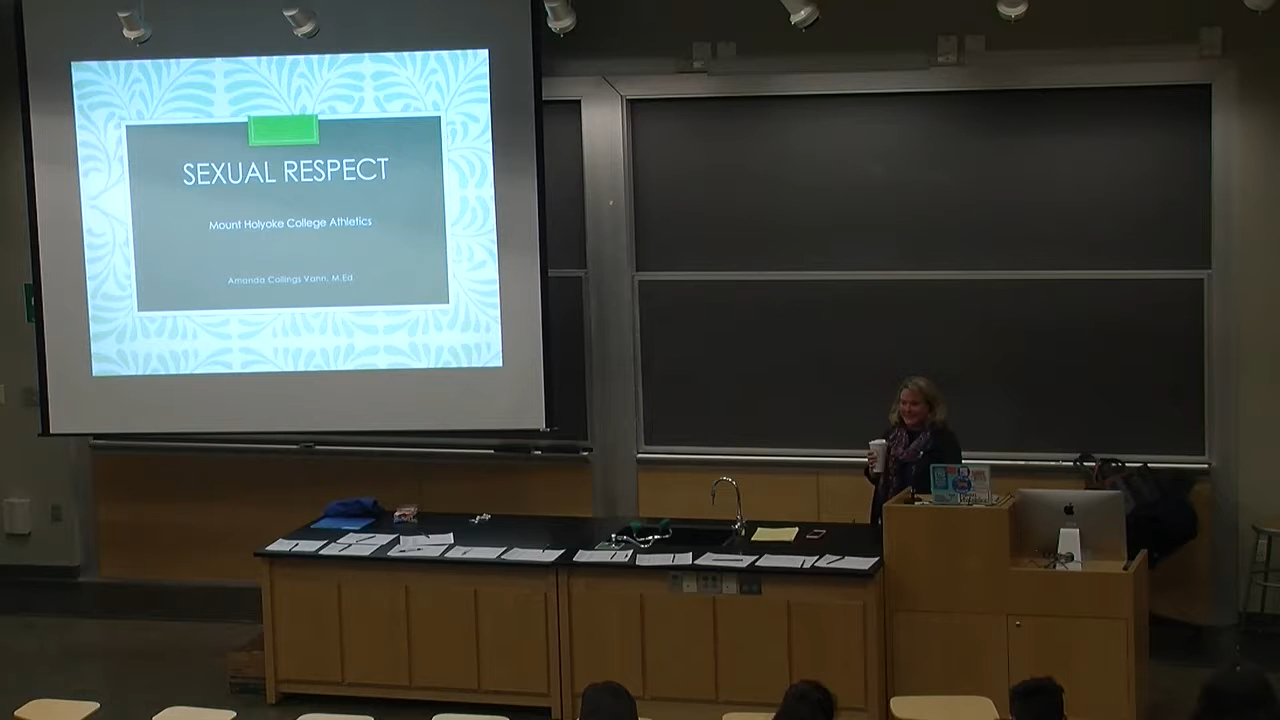 SEXUAL RESPECT
Mount Holyoke College Athletics
Amanda Collings Vann, M.Ed